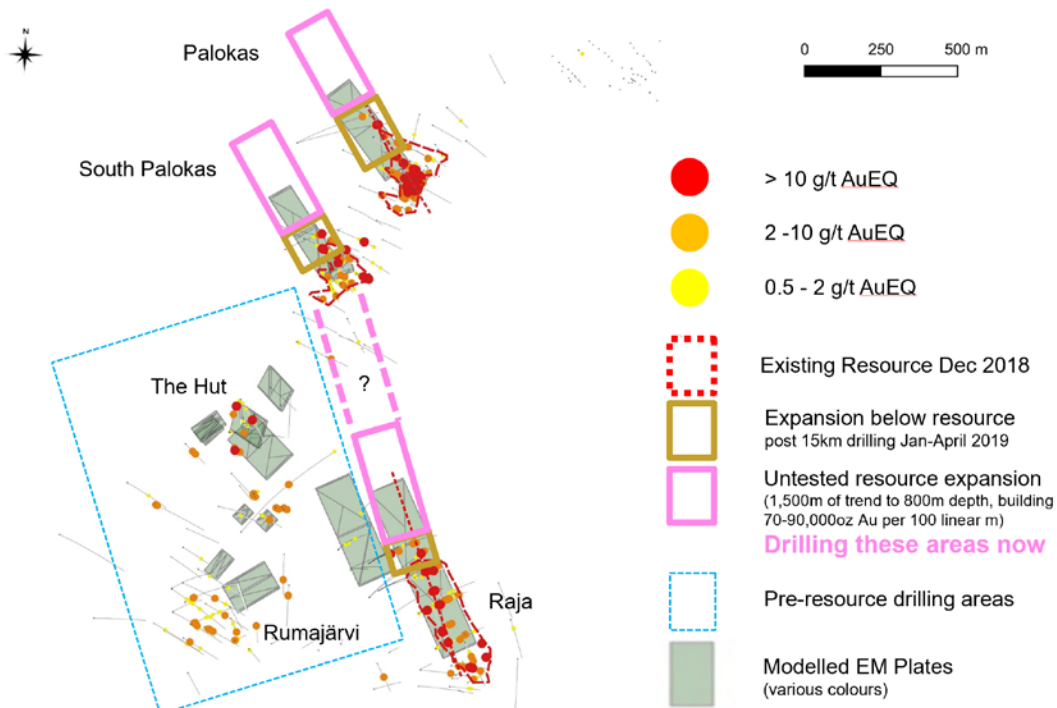 N
Palokas
South Palokas
The Hut
?
Rumajärvi
Raja
0 250 500 m
> 10 g/t AuEQ
2 -10 g/t AuEQ
0.5 - 2 g/t AuEQ
Existing Resource Dec 2018
Expansion below resource
post 15km drilling Jan-April 2019
Untested resource expansion
(1,500m of trend to 800m depth, building
70-90,000oz Au per 100 linear m)
Drilling these areas now
Pre-resource drilling areas
Modelled EM Plates
(various colours)